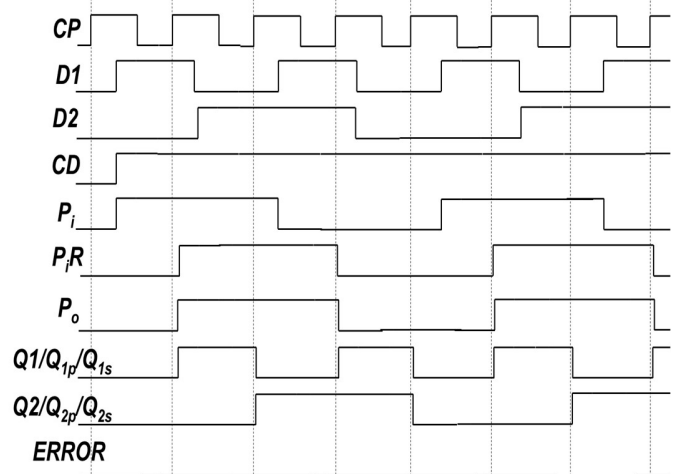 CP
D1
D2
CD
Pi
PiR
Po
Q1/Q1p/Q1s
Q2/Q2p/Q2s
ERROR